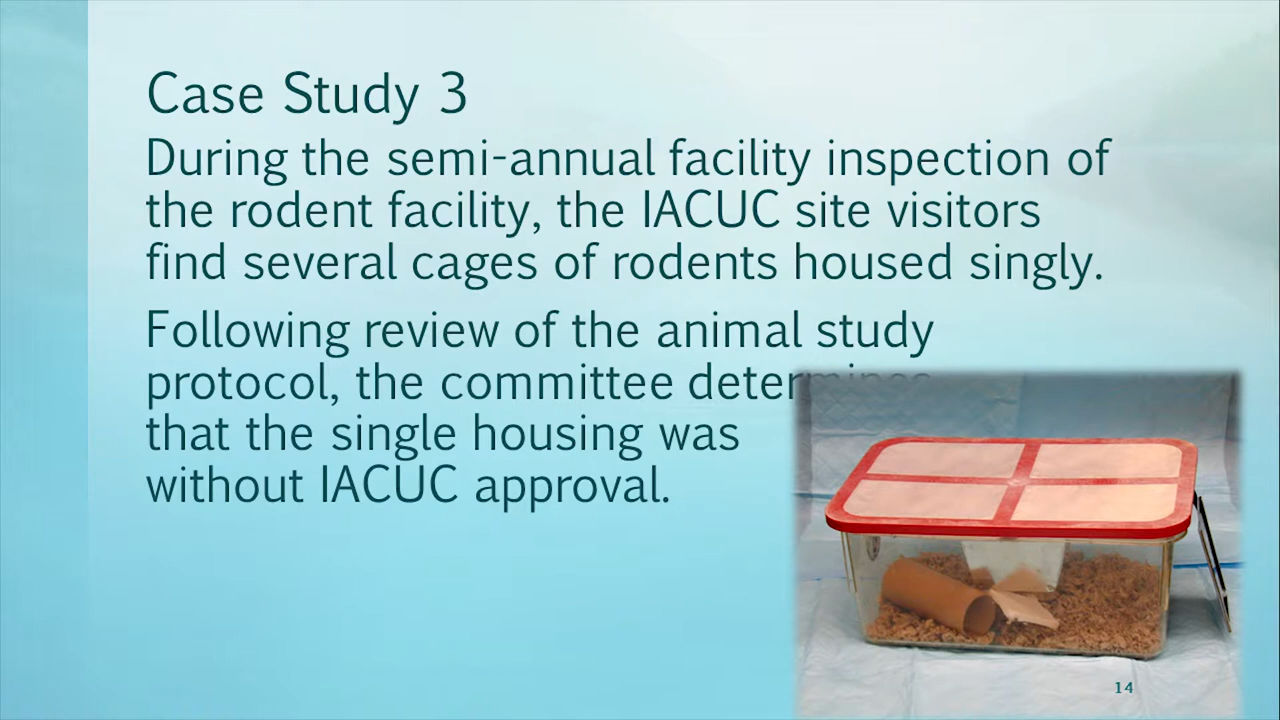 Case Study 3
During the semi-annual facility inspection of
the rodent facility, the IACUC site visitors
find several cages of rodents housed singly.
Following review of the animal study
protocol, the committee determines
that the single housing was
without IACUC approval.
14